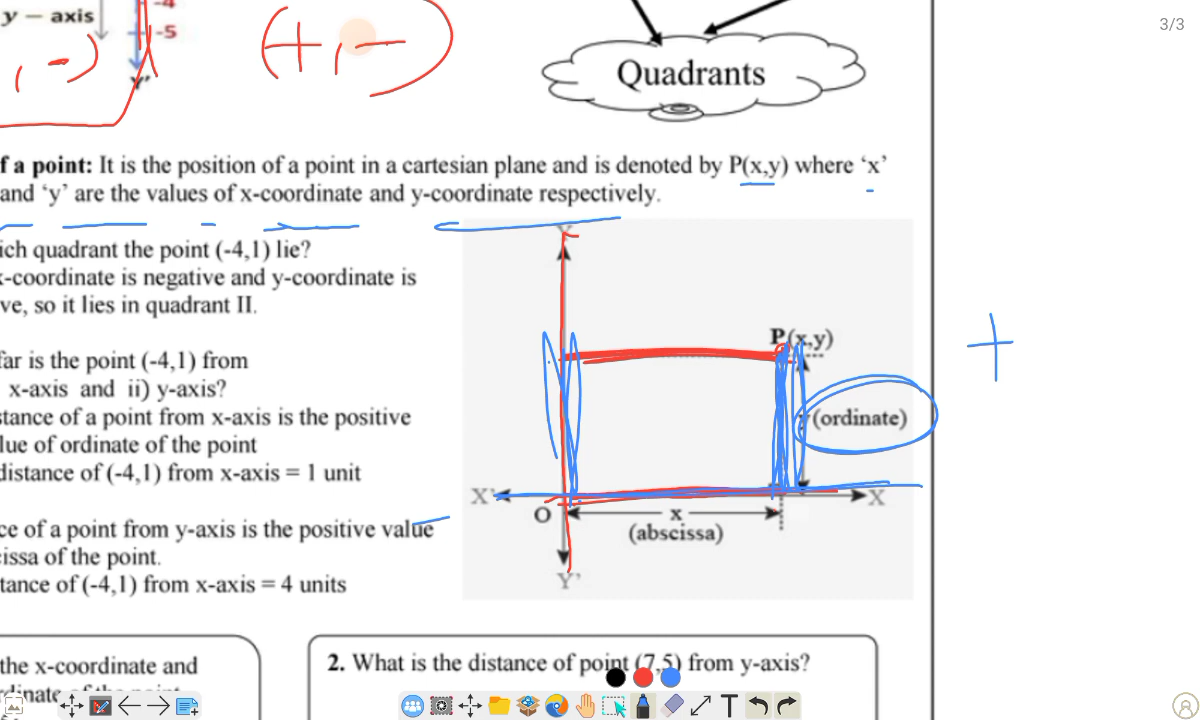 y – axis
-4
-5
Y'
, -)
(+, -)
3/3
Quadrants
f a point: It is the position of a point in a cartesian plane and is denoted by P(x,y) where ‘x’
and ‘y’ are the values of x-coordinate and y-coordinate respectively.
ich quadrant the point (-4,1) lie?
x-coordinate is negative and y-coordinate is
ve, so it lies in quadrant II.
far is the point (-4,1) from
x-axis and ii) y-axis?
stance of a point from x-axis is the positive
lue of ordinate of the point
distance of (-4,1) from x-axis = 1 unit
ce of a point from y-axis is the positive value
cissa of the point.
tance of (-4,1) from x-axis = 4 units
Y
P(x,y)
+
y (ordinate)
X'
X
O
x
(abscissa)
Y'
the x-coordinate and
2. What is the distance of point (7,5) from y-axis?
T